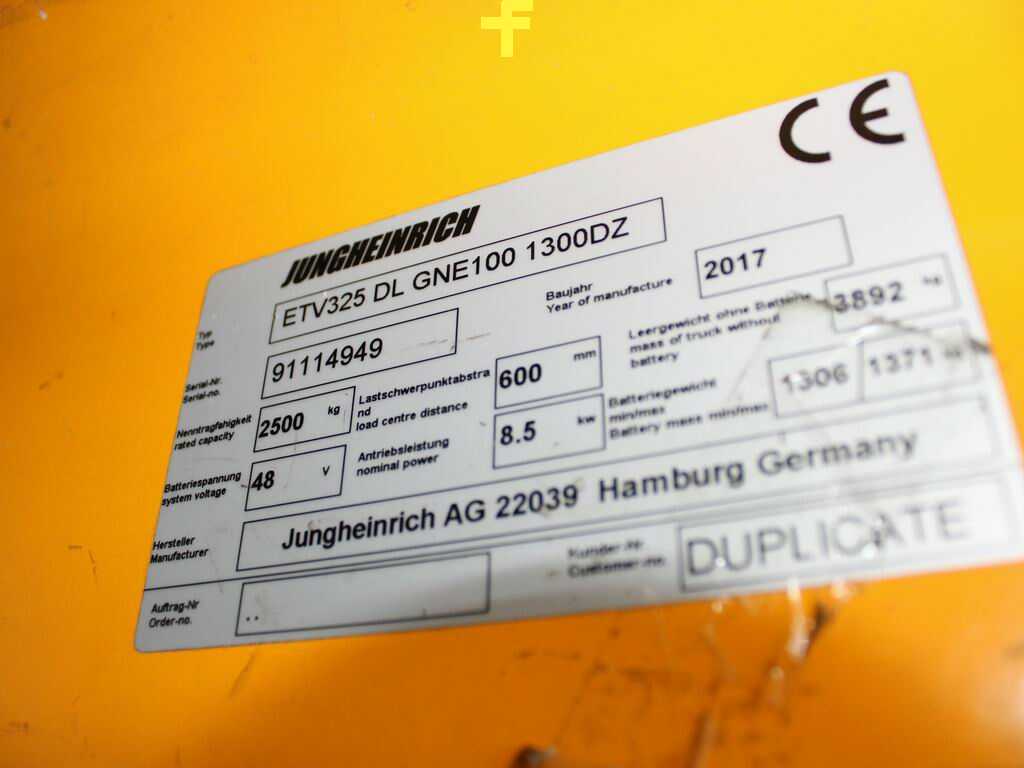 f
CE
JUNGHEINRICH
Typ
Type
ETV325 DL GNE100 1300DZ
Serial-Nr.
Serial-no.
91114949
Baujahr
Year of manufacture
2017
Nenntragfahigkeit
rated capacity
2500 kg
Lastschwerpunktabstra
nd
load centre distance
600 mm
Leergewicht ohne Batterie
mass of truck without
battery
3892 kg
Batteriespannung
system voltage
48 V
Antriebsleistung
nominal power
8.5 kw
Batteriegewicht
min/max
Battery mass min/max
1306 1371
Hersteller
Manufacturer
Jungheinrich AG 22039 Hamburg Germany
Auftrag-Nr
Order-no.
..
Kunden-Nr.
Customer-no.
DUPLICATE